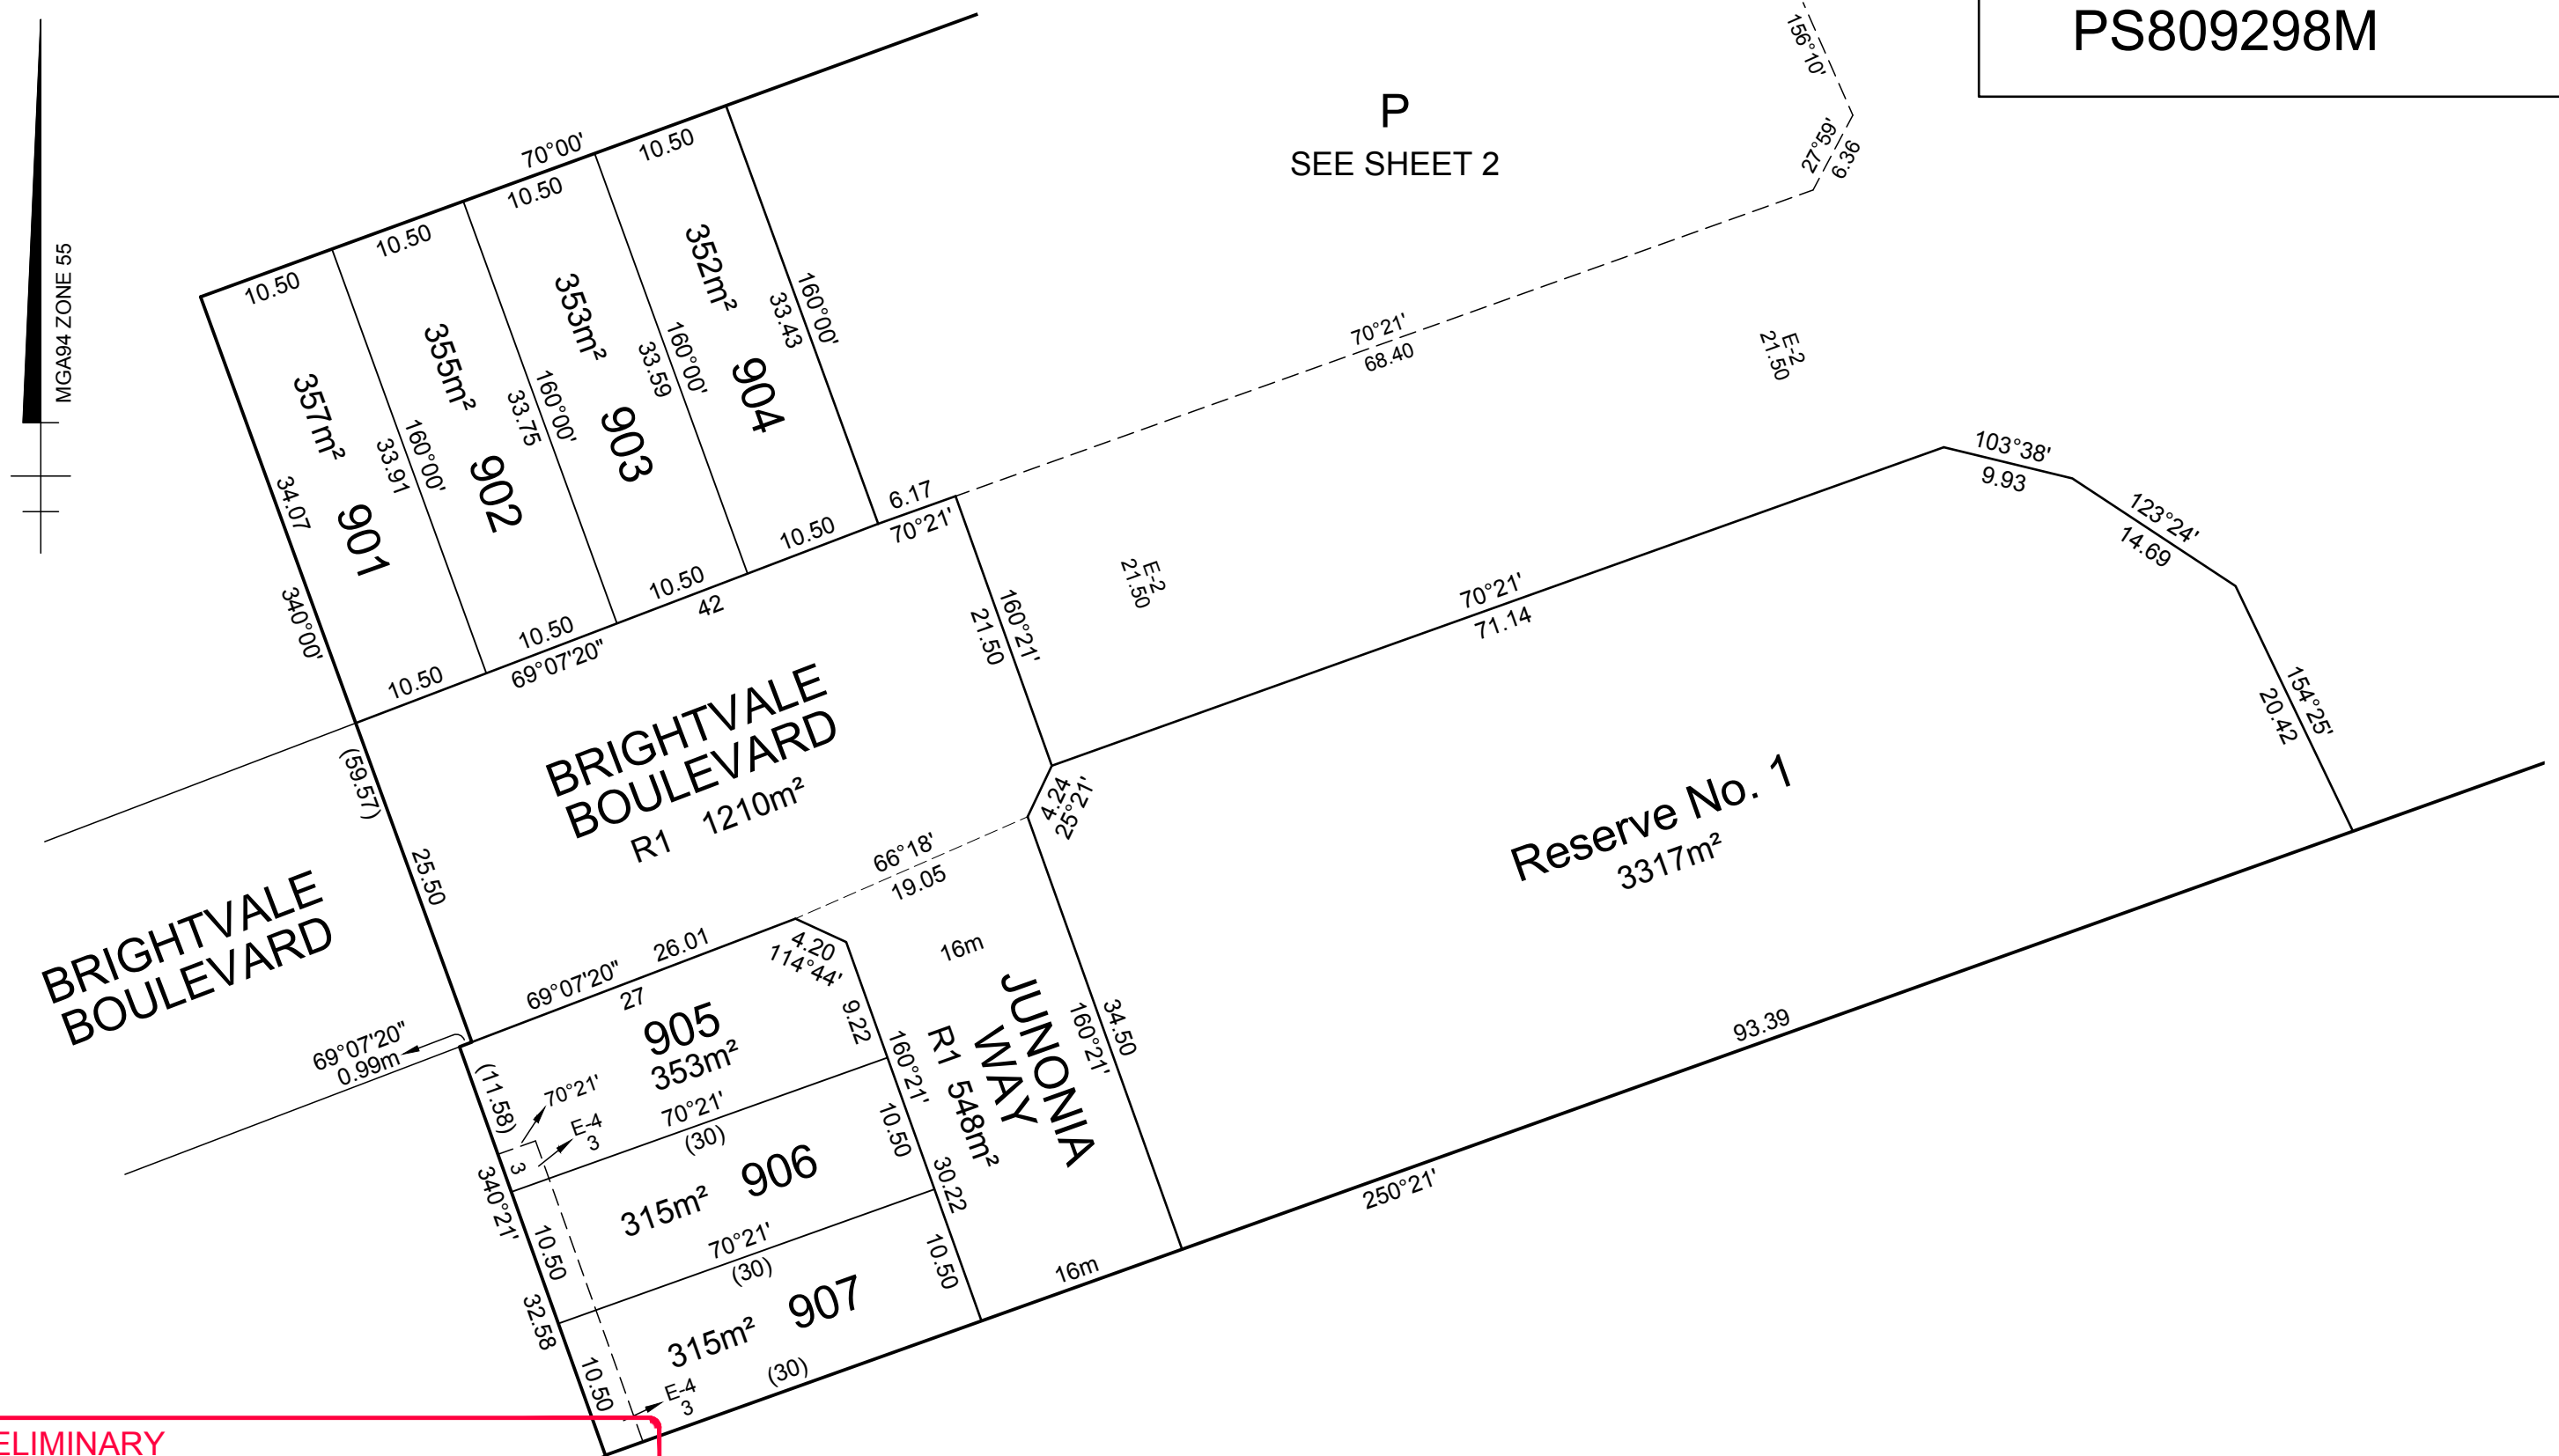 PS809298M
156°10'
27°59'
6.36
P
SEE SHEET 2
MGA94 ZONE 55
70°00'
10.50
10.50
10.50
10.50
357m²
901
355m²
902
353m²
903
352m²
904
34.07
340°00'
33.91
160°00'
33.75
160°00'
33.59
160°00'
33.43
160°00'
10.50
10.50
10.50
10.50
69°07'20"
42
6.17
70°21'
70°21'
68.40
E-2
21.50
E-2
21.50
160°21'
21.50
70°21'
71.14
103°38'
9.93
123°24'
14.69
154°25'
20.42
(59.57)
25.50
BRIGHTVALE
BOULEVARD
R1 1210m²
BRIGHTVALE
BOULEVARD
4.24
25°21'
66°18'
19.05
Reserve No. 1
3317m²
69°07'20"
26.01
27
4.20
114°44'
9.22
16m
69°07'20"
0.99m
905
353m²
(11.58)
70°21'
E-4
3
3
70°21'
(30)
160°21'
10.50
JUNONIA
WAY
R1 548m²
34.50
160°21'
93.39
340°21'
10.50
906
315m²
30.22
70°21'
(30)
10.50
32.58
907
315m²
10.50
(30)
E-4
3
16m
250°21'
ELIMINARY